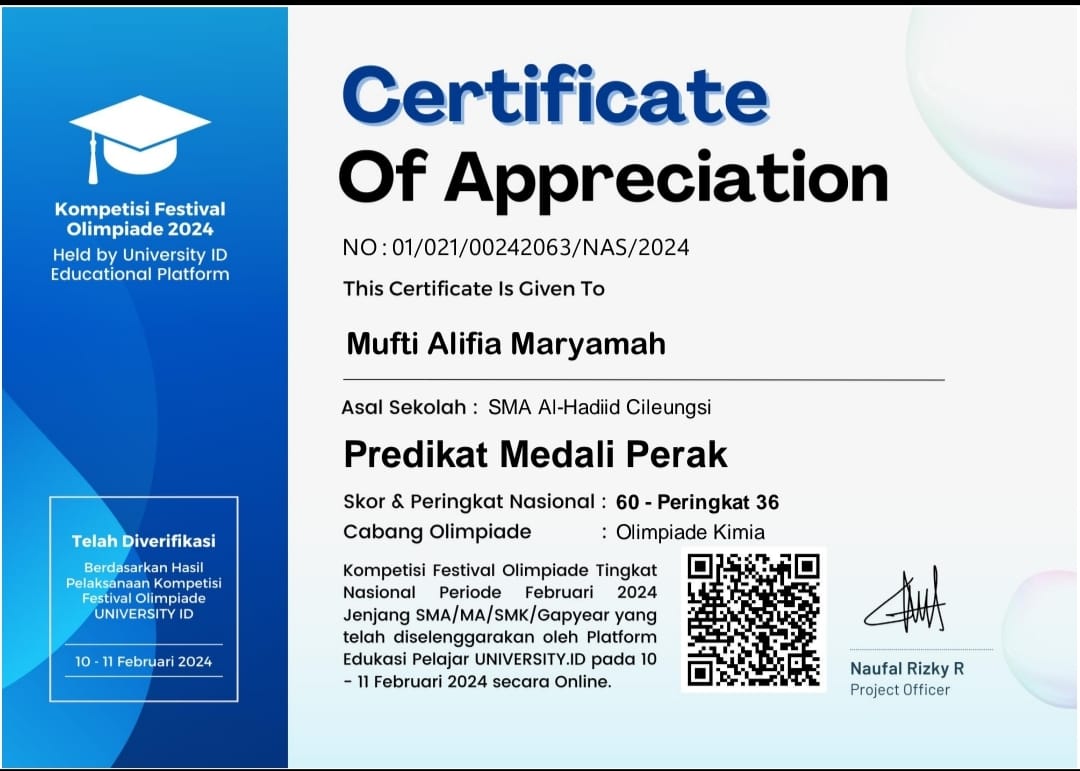 Kompetisi Festival
Olimpiade 2024
Held by University ID
Educational Platform
Telah Diverifikasi
Berdasarkan Hasil
Pelaksanaan Kompetisi
Festival Olimpiade
UNIVERSITY ID
10 - 11 Februari 2024
Certificate
Of Appreciation
NO : 01/021/00242063/NAS/2024
This Certificate Is Given To
Mufti Alifia Maryamah
Asal Sekolah : SMA Al-Hadiid Cileungsi
Predikat Medali Perak
Skor & Peringkat Nasional : 60 - Peringkat 36
Cabang Olimpiade : Olimpiade Kimia
Kompetisi Festival Olimpiade Tingkat
Nasional Periode Februari 2024
Jenjang SMA/MA/SMK/Gapyear yang
telah diselenggarakan oleh Platform
Edukasi Pelajar UNIVERSITY.ID pada 10
- 11 Februari 2024 secara Online.
Naufal Rizky R
Project Officer